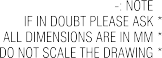 NOTE :-
* IF IN DOUBT PLEASE ASK
* ALL DIMENSIONS ARE IN MM
* DO NOT SCALE THE DRAWING